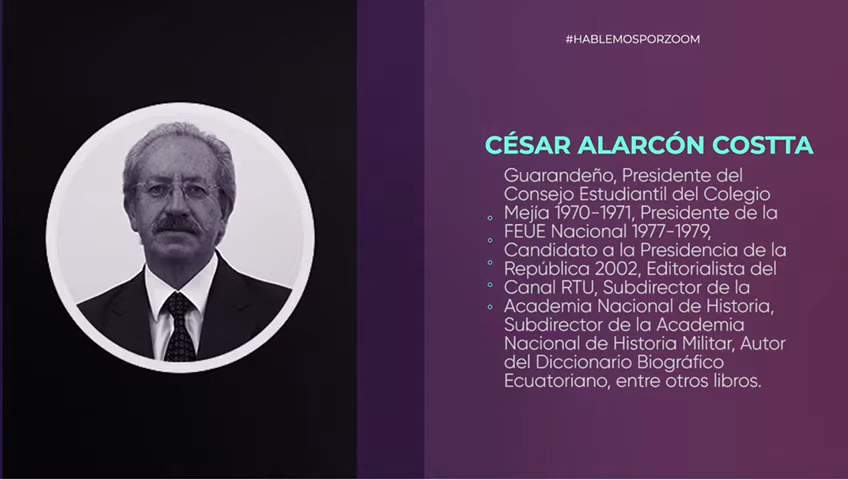 #HABLEMOSPORZOOM
CÉSAR ALARCÓN COSTTA
Guarandeño, Presidente del
Consejo Estudiantil del Colegio
Mejía 1970-1971, Presidente de la
FEUE Nacional 1977-1979,
Candidato a la Presidencia de la
República 2002, Editorialista del
Canal RTU, Subdirector de la
Academia Nacional de Historia,
Subdirector de la Academia
Nacional de Historia Militar, Autor
del Diccionario Biográfico
Ecuatoriano, entre otros libros.